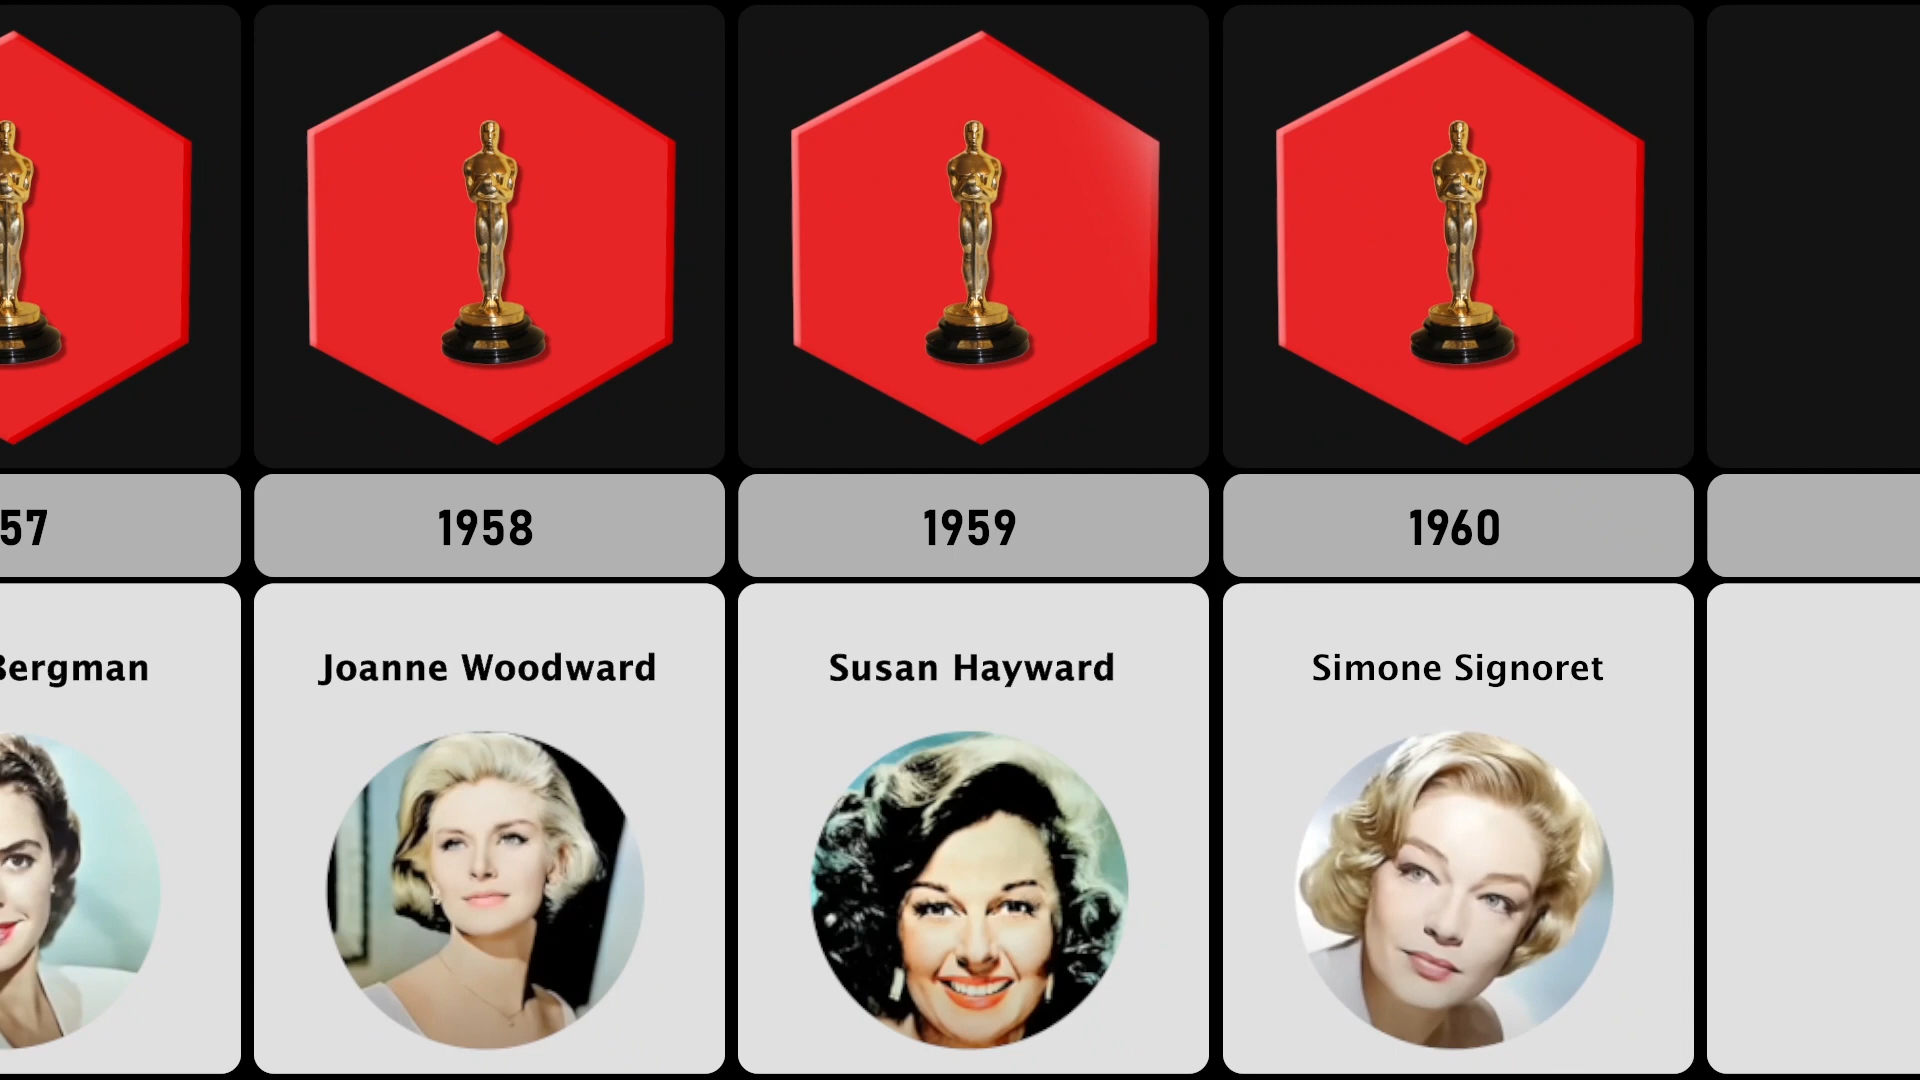 57
1958
1959
1960
Bergman
Joanne Woodward
Susan Hayward
Simone Signoret